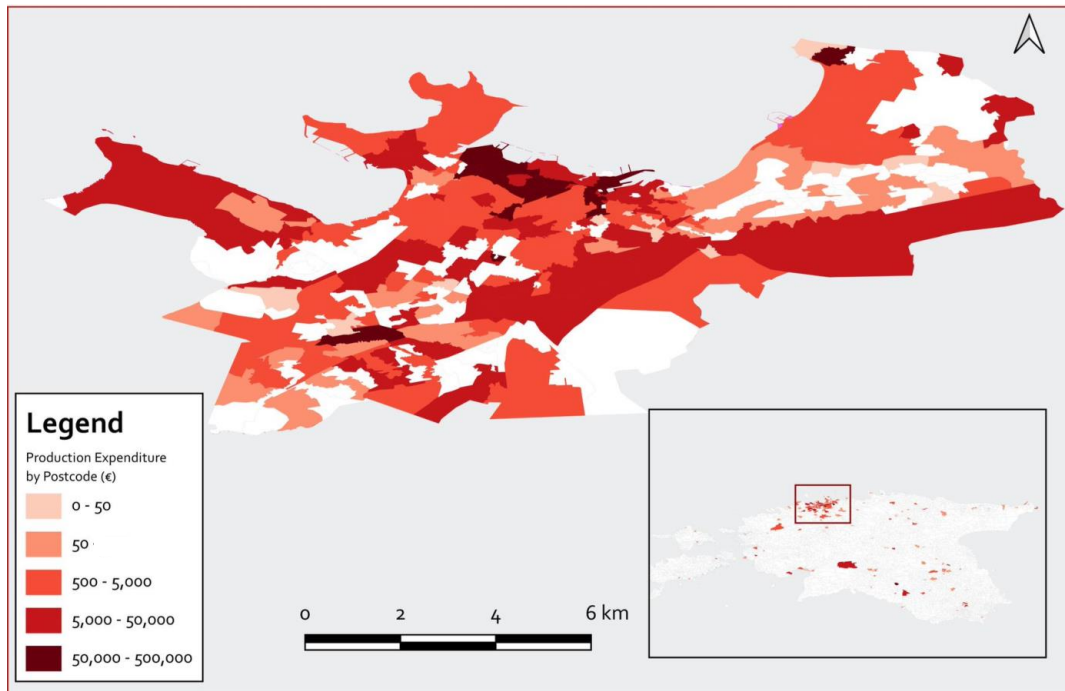 Legend
Production Expenditure
by Postcode (€)
0 - 50
50
500 - 5,000
5,000 - 50,000
50,000 - 500,000
0 2 4 6 km